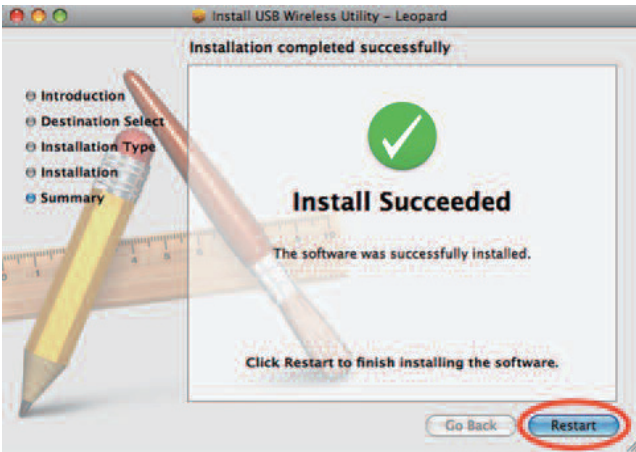 Install USB Wireless Utility – Leopard
Installation completed successfully
Introduction
Destination Select
Installation Type
Installation
Summary
Install Succeeded
The software was successfully installed.
Click Restart to finish installing the software.
Go Back
Restart